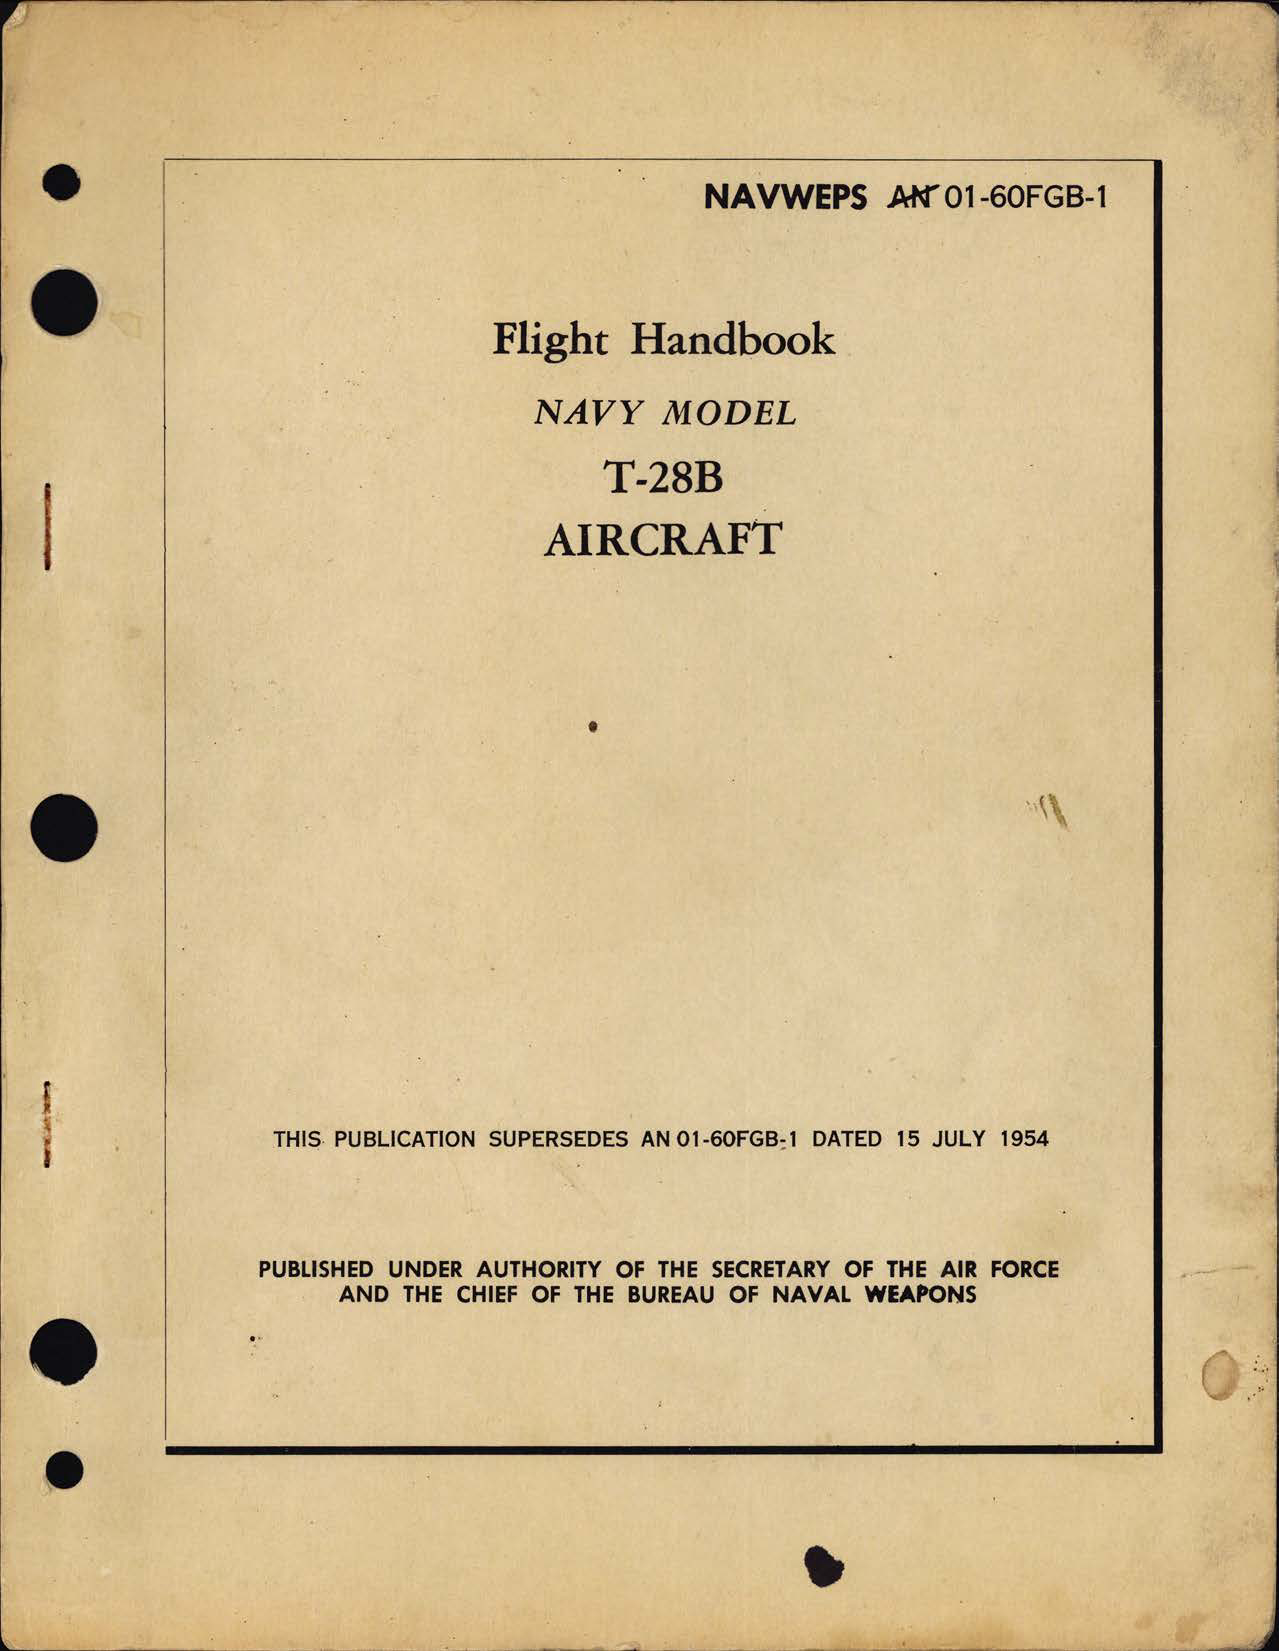 NAVWEPS AN 01-60FGB-1
Flight Handbook
NAVY MODEL
T-28B
AIRCRAFT
THIS PUBLICATION SUPERSEDES AN 01-60FGB-1 DATED 15 JULY 1954
PUBLISHED UNDER AUTHORITY OF THE SECRETARY OF THE AIR FORCE
AND THE CHIEF OF THE BUREAU OF NAVAL WEAPONS